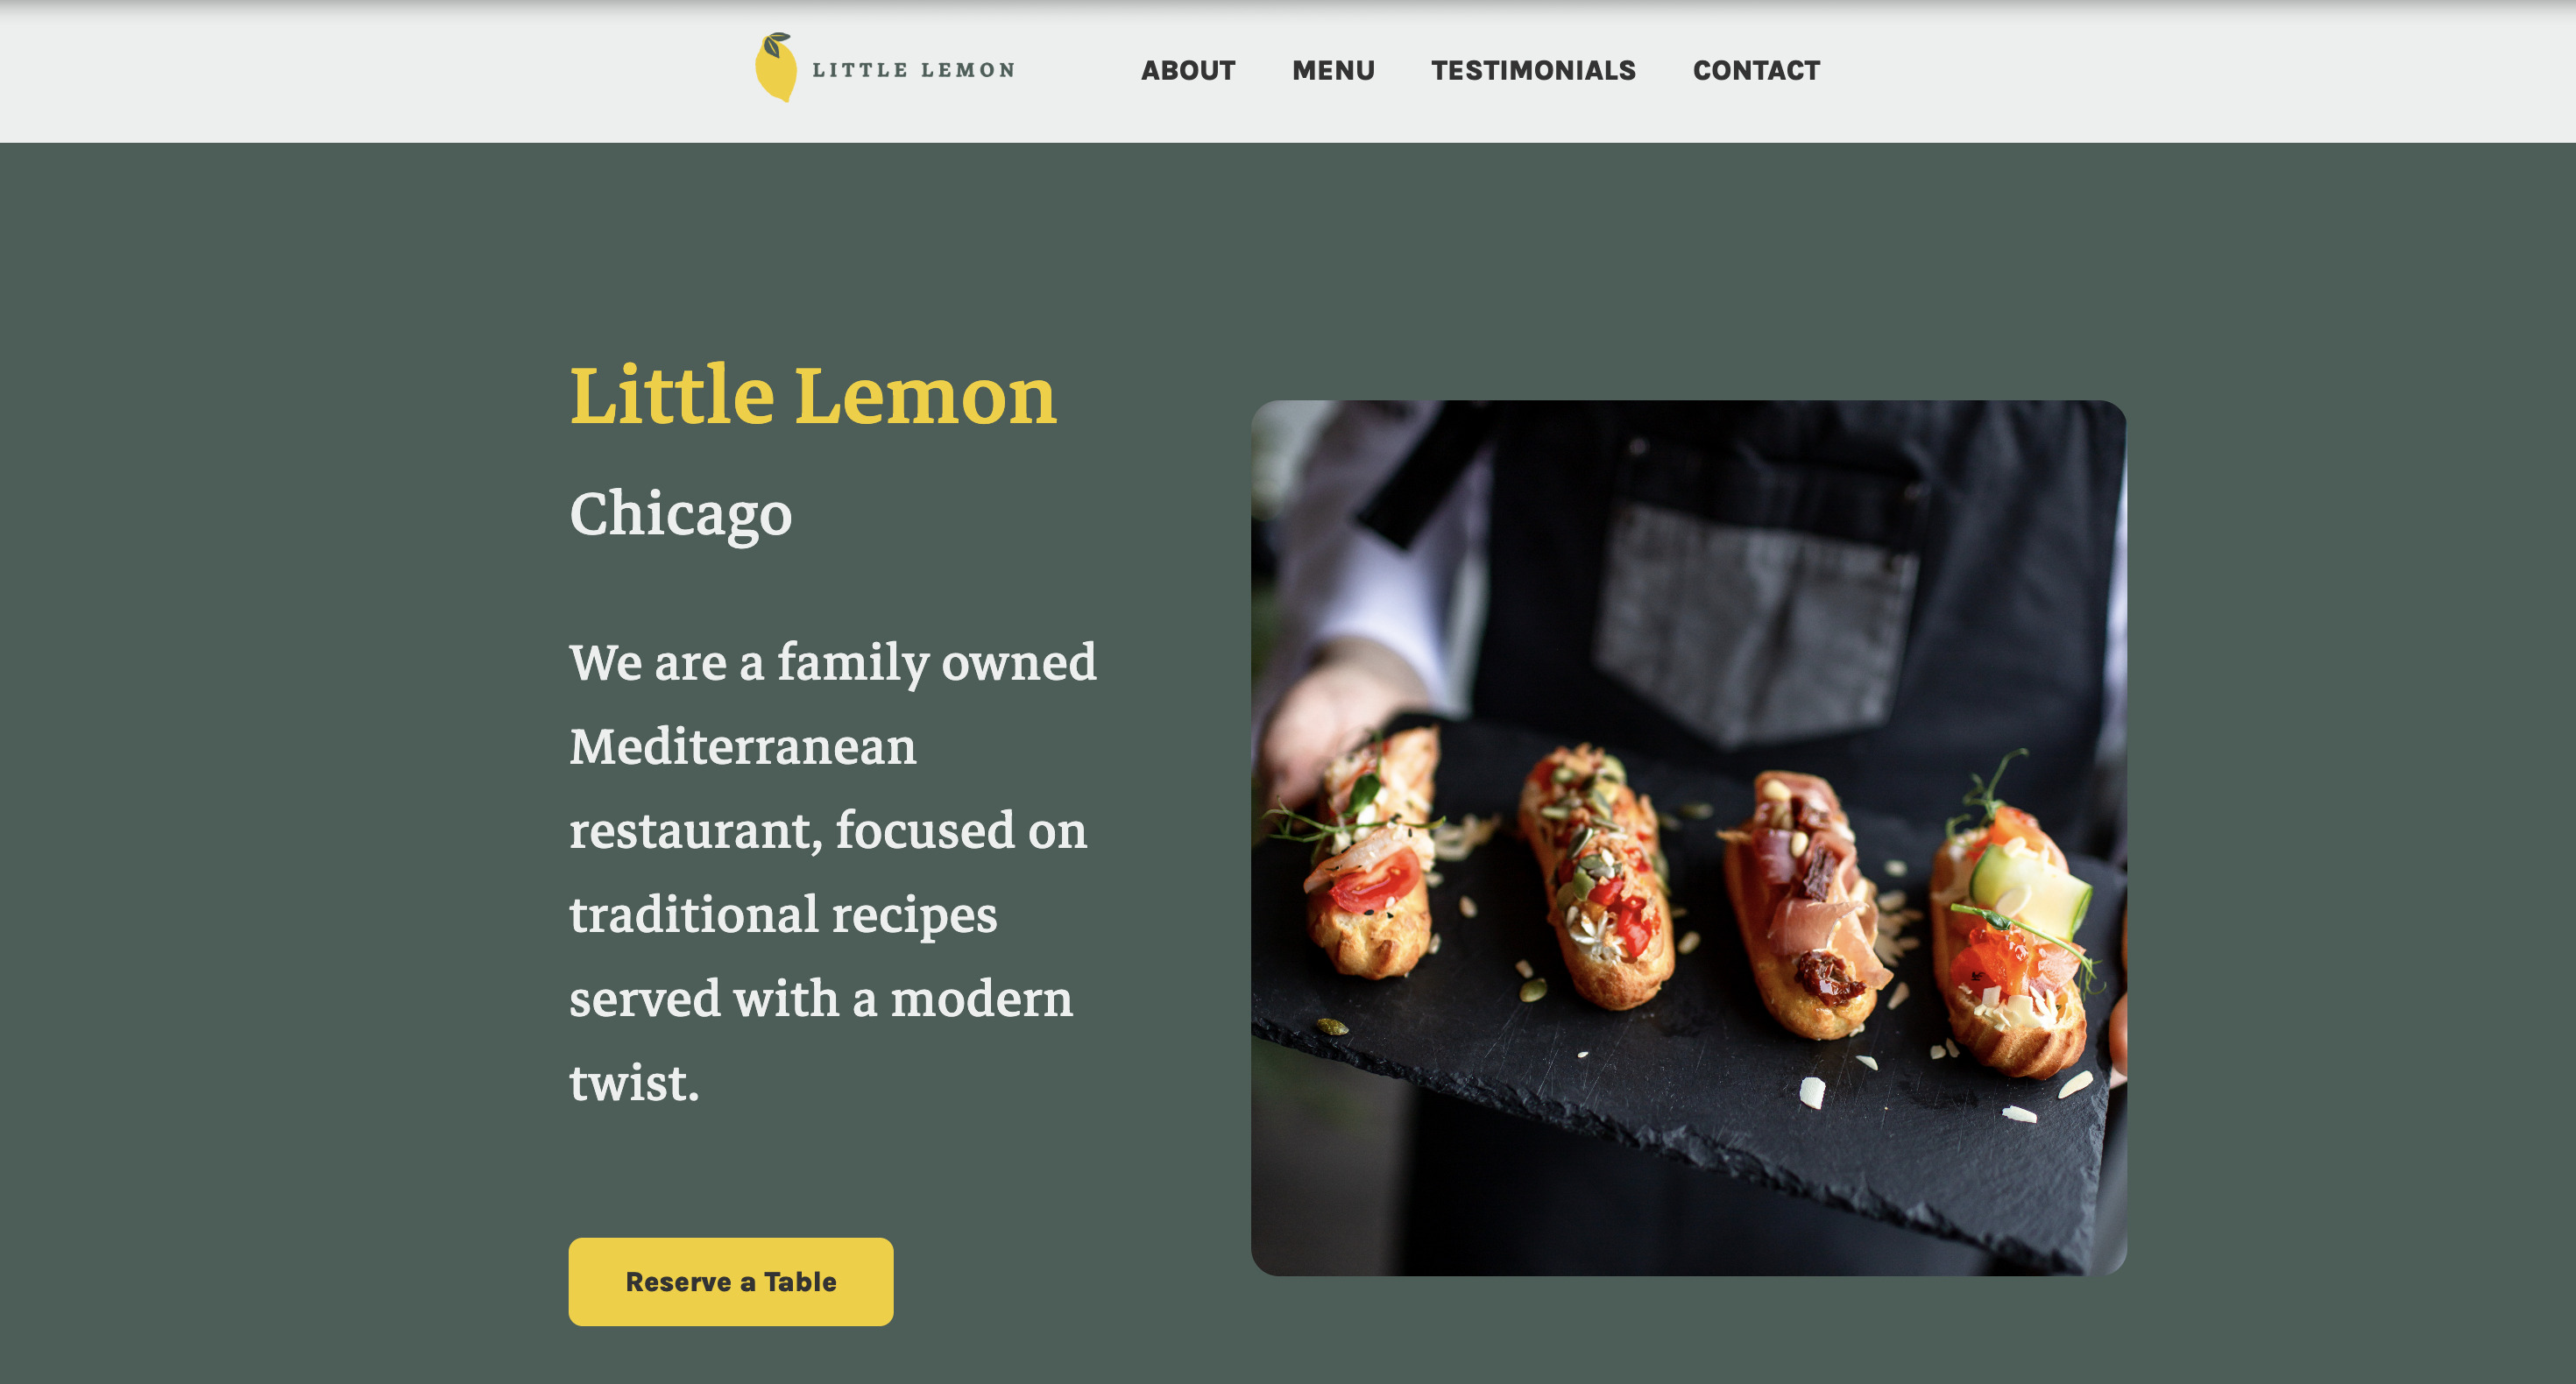 LITTLE LEMON
ABOUT MENU TESTIMONIALS CONTACT
Little Lemon
Chicago
We are a family owned
Mediterranean
restaurant, focused on
traditional recipes
served with a modern
twist.
Reserve a Table